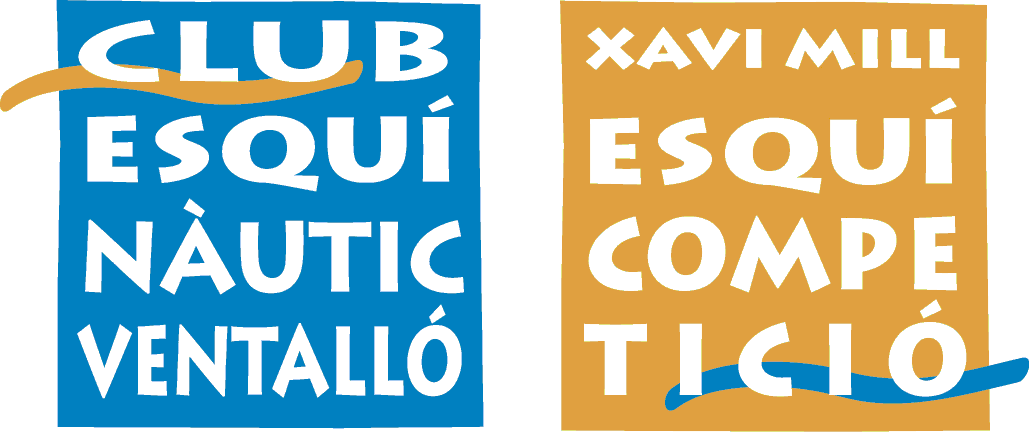 CLUB
ESQUÍ
NÀUTIC
VENTALLÓ
XAVI MILL
ESQUÍ
COMPE
TICIÓ